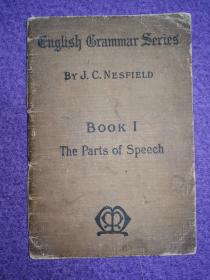 English Grammar Series
BY J. C. NESFIELD
BOOK I
The Parts of Speech